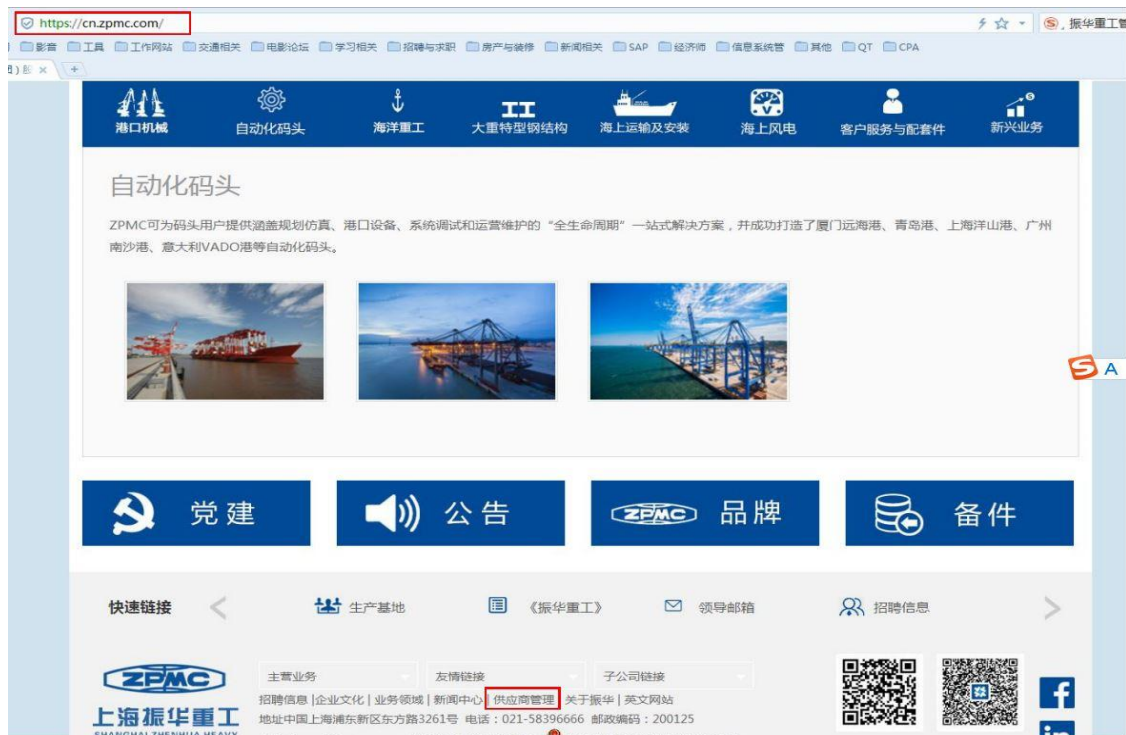 https://cn.zpmc.com/
振华重工
影音 工具 工作网站 交通相关 电影论坛 学习相关 招聘与求职 房产与装修 新闻相关 SAP 经济师 信息系统管 其他 QT CPA
港口机械 自动化码头 海洋重工 大重特型钢结构 海上运输及安装 海上风电 客户服务与配套件 新兴业务
自动化码头
ZPMC可为码头用户提供涵盖规划仿真、港口设备、系统调试和运营维护的“全生命周期”一站式解决方案，并成功打造了厦门远海港、青岛港、上海洋山港、广州
南沙港、意大利VADO港等自动化码头。
A
党建 公告 ZPMC 品牌 备件
快速链接 生产基地 《振华重工》 领导邮箱 招聘信息
ZPMC 主营业务 友情链接 子公司链接
招聘信息 |企业文化 | 业务领域 | 新闻中心 | 供应商管理 | 关于振华 | 英文网站
上海振华重工 地址中国上海浦东新区东方路3261号 电话：021-58396666 邮政编码：200125
SHANGHAI ZHENHUA HEAVY